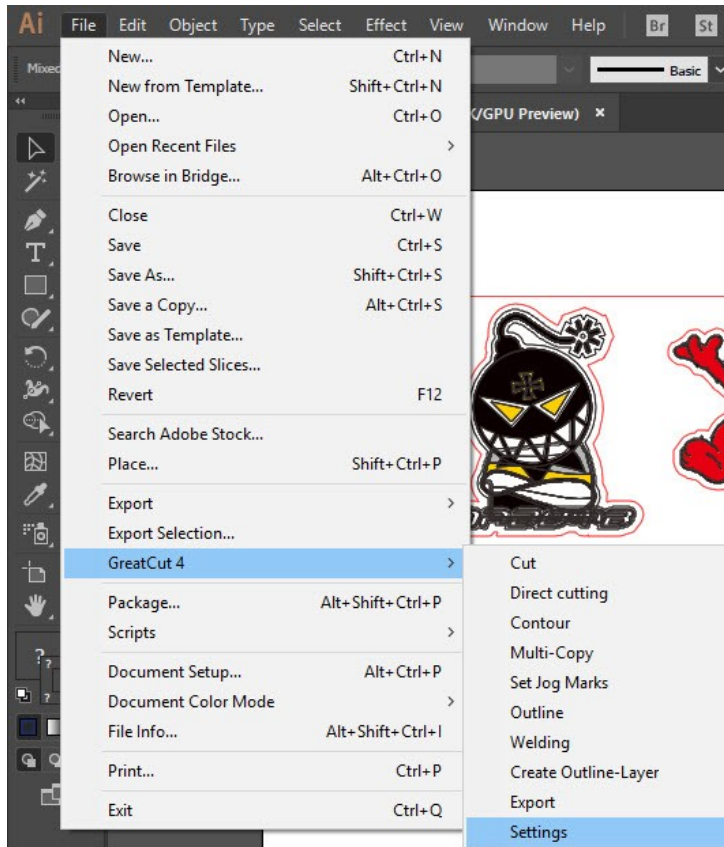 Ai File Edit Object Type Select Effect View Window Help Br St
Mixed Basic
/GPU Preview) ×
New... Ctrl+N
New from Template... Shift+Ctrl+N
Open... Ctrl+O
Open Recent Files >
Browse in Bridge... Alt+Ctrl+O
Close Ctrl+W
Save Ctrl+S
Save As... Shift+Ctrl+S
Save a Copy... Alt+Ctrl+S
Save as Template...
Save Selected Slices...
Revert F12
Search Adobe Stock...
Place... Shift+Ctrl+P
Export >
Export Selection...
GreatCut 4 >
Package... Alt+Shift+Ctrl+P
Scripts >
Document Setup... Alt+Ctrl+P
Document Color Mode >
File Info... Alt+Shift+Ctrl+I
Print... Ctrl+P
Exit Ctrl+Q
Cut
Direct cutting
Contour
Multi-Copy
Set Jog Marks
Outline
Welding
Create Outline-Layer
Export
Settings